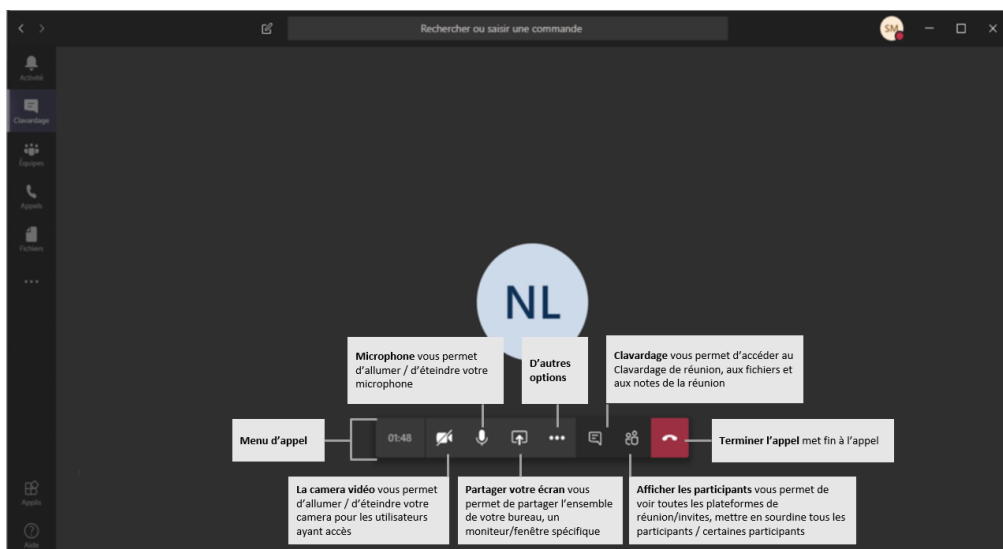 Rechercher ou saisir une commande
SM
Activité
Clavardage
Équipes
Appels
Fichiers
NL
Microphone vous permet
d'allumer / d'éteindre votre
microphone
D'autres
options
Clavardage vous permet d'accéder au
Clavardage de réunion, aux fichiers et
aux notes de la réunion
Menu d'appel
01:48
Terminer l'appel met fin à l'appel
La camera vidéo vous permet
d'allumer / d'éteindre votre
camera pour les utilisateurs
ayant accès
Partager votre écran vous
permet de partager l'ensemble
de votre bureau, un
moniteur/fenêtre spécifique
Afficher les participants vous permet de
voir toutes les plateformes de
réunion/invites, mettre en sourdine tous les
participants / certaines participants
Applis
Aide